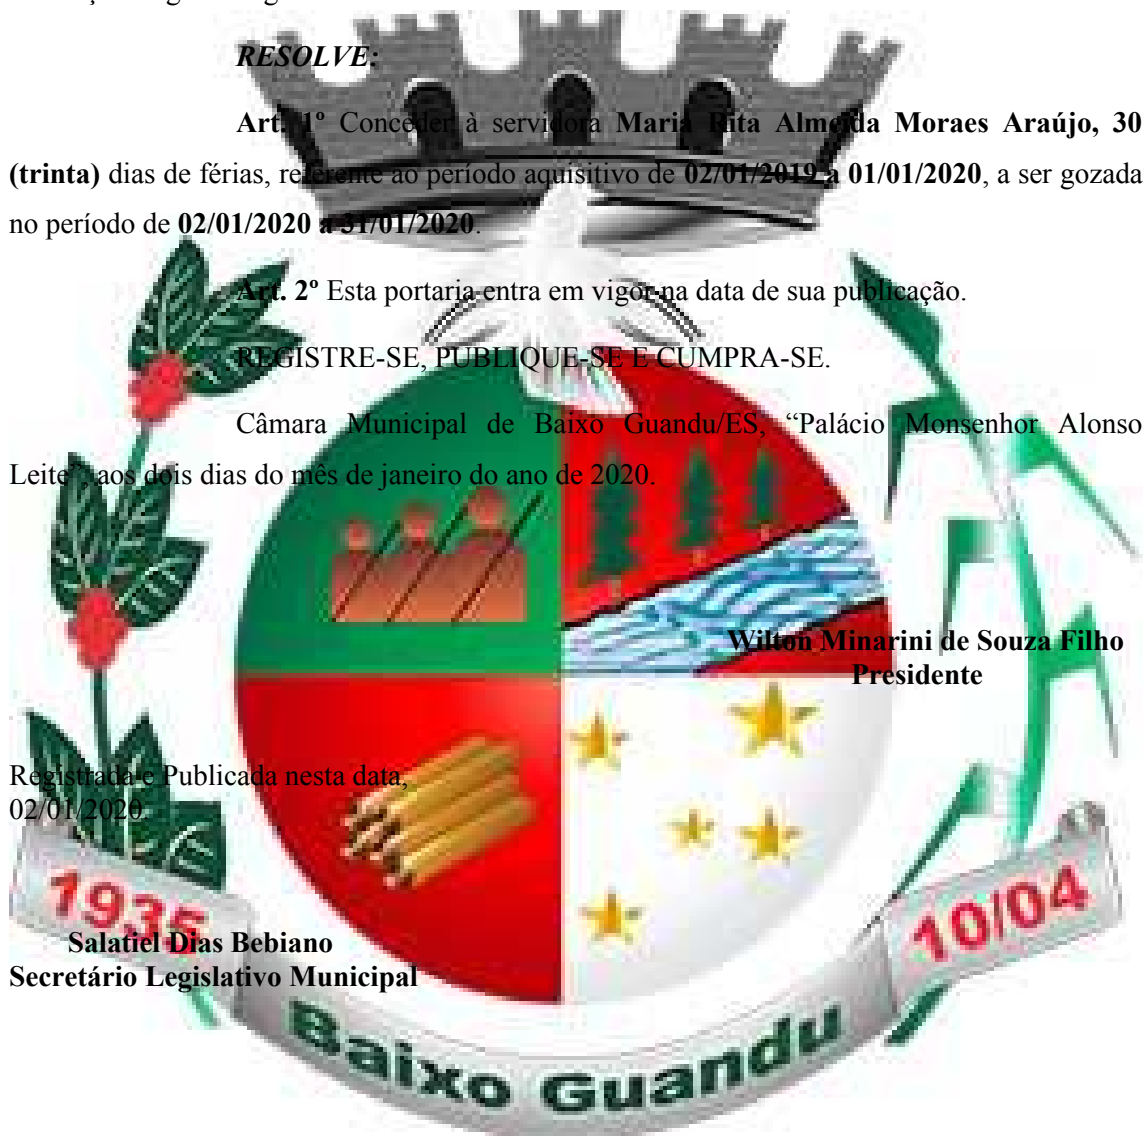 RESOLVE:
Art. 1º Conceder à servidora Maria Rita Almeida Moraes Araújo, 30
(trinta) dias de férias, referente ao período aquisitivo de 02/01/2019 a 01/01/2020, a ser gozada
no período de 02/01/2020 a 31/01/2020.
Art. 2º Esta portaria entra em vigor na data de sua publicação.
REGISTRE-SE, PUBLIQUE-SE E CUMPRA-SE.
Câmara Municipal de Baixo Guandu/ES, “Palácio Monsenhor Alonso
Leite”, aos dois dias do mês de janeiro do ano de 2020.
Wilton Minarini de Souza Filho
Presidente
Registrada e Publicada nesta data,
02/01/2020.
1935
10/04
Salatiel Dias Bebiano
Secretário Legislativo Municipal
Baixo Guandu